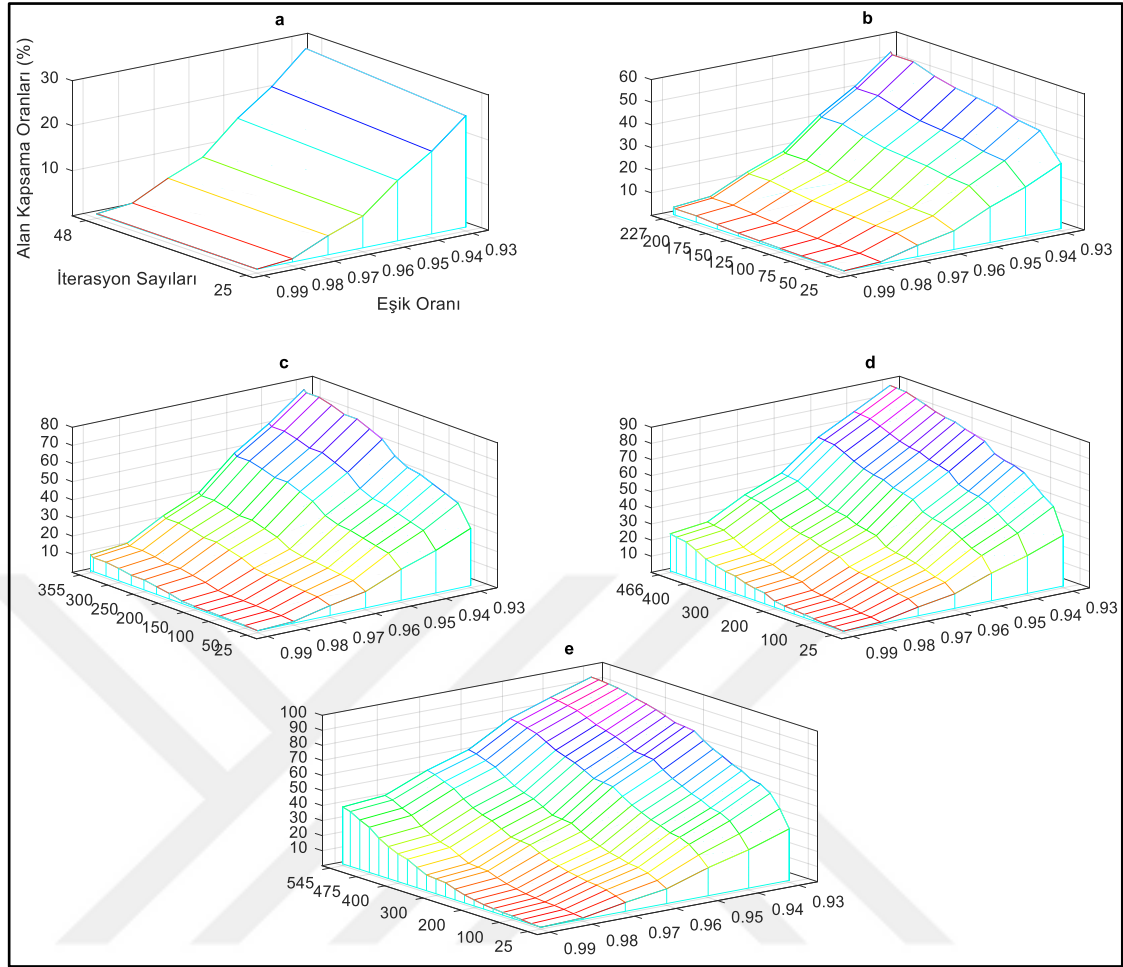 a
Alan Kapsama Oranları (%)
30
20
10
48
25
İterasyon Sayıları
0.99 0.98 0.97 0.96 0.95 0.94 0.93
Eşik Oranı
b
60
50
40
30
20
10
227 200 175 150 125 100 75 50 25
0.99 0.98 0.97 0.96 0.95 0.94 0.93
c
80
70
60
50
40
30
20
10
355 300 250 200 150 100 50 25
0.99 0.98 0.97 0.96 0.95 0.94 0.93
d
90
80
70
60
50
40
30
20
10
466 400 300 200 100 25
0.99 0.98 0.97 0.96 0.95 0.94 0.93
e
100
90
80
70
60
50
40
30
20
10
545 475 400 300 200 100 25
0.99 0.98 0.97 0.96 0.95 0.94 0.93